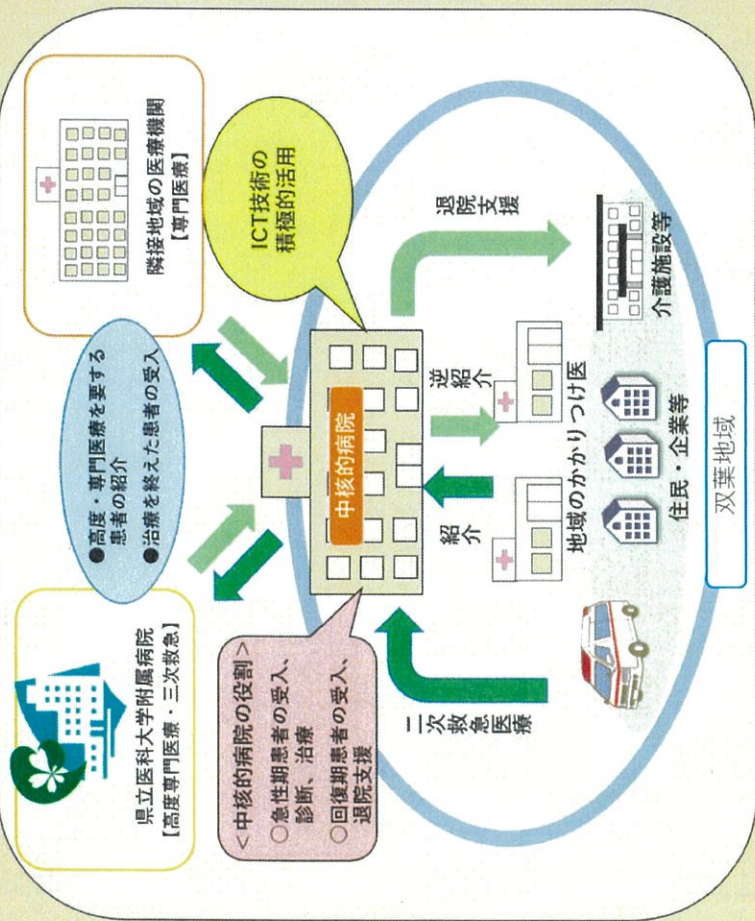 県立医科大学附属病院
【高度専門医療・三次救急】
●高度・専門医療を要する
患者の紹介
●治療を終えた患者の受入
隣接地域の医療機関
【専門医療】
<中核的病院の役割>
○急性期患者の受入、
診断、治療
○回復期患者の受入、
退院支援
中核的病院
ICT技術の
積極的活用
二次救急医療
紹介
逆紹介
退院
支援
地域のかかりつけ医
住民・企業等
介護施設等
双葉地域